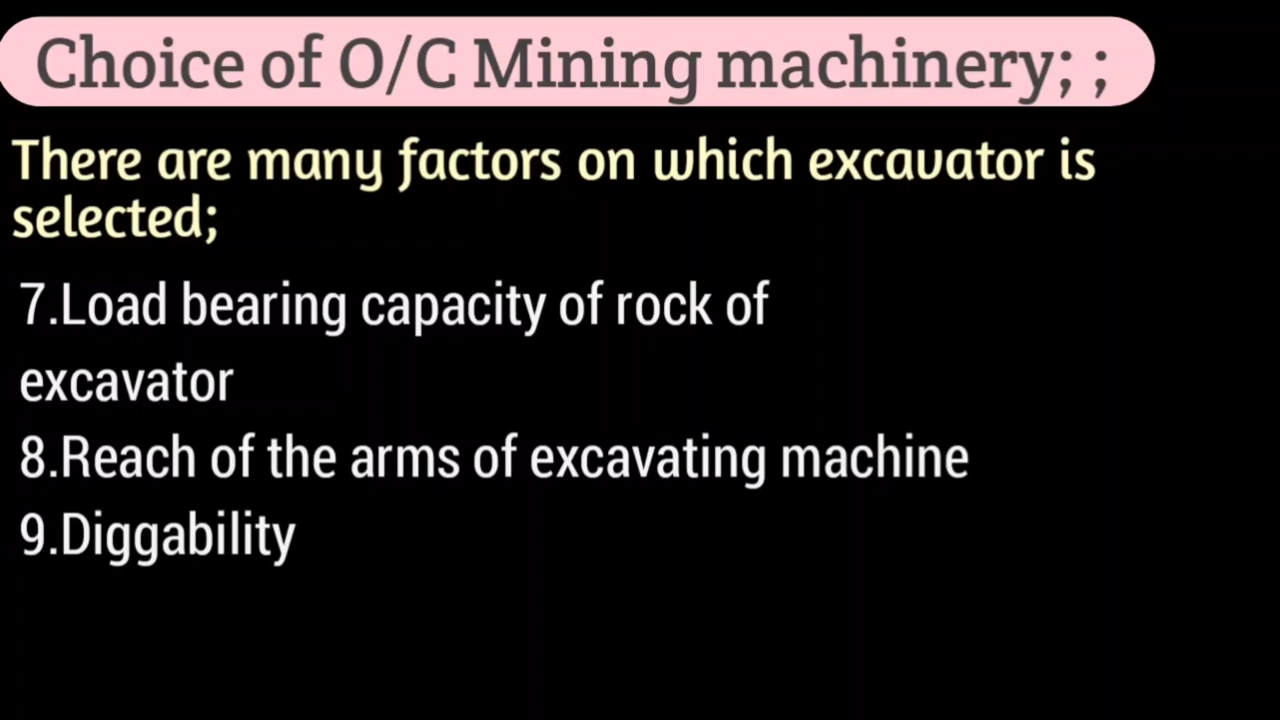 Choice of O/C Mining machinery; ;
There are many factors on which excavator is
selected;
7.Load bearing capacity of rock of
excavator
8.Reach of the arms of excavating machine
9.Diggability